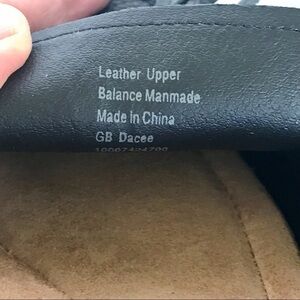 Leather Upper
Balance Manmade
Made in China
GB Dacee